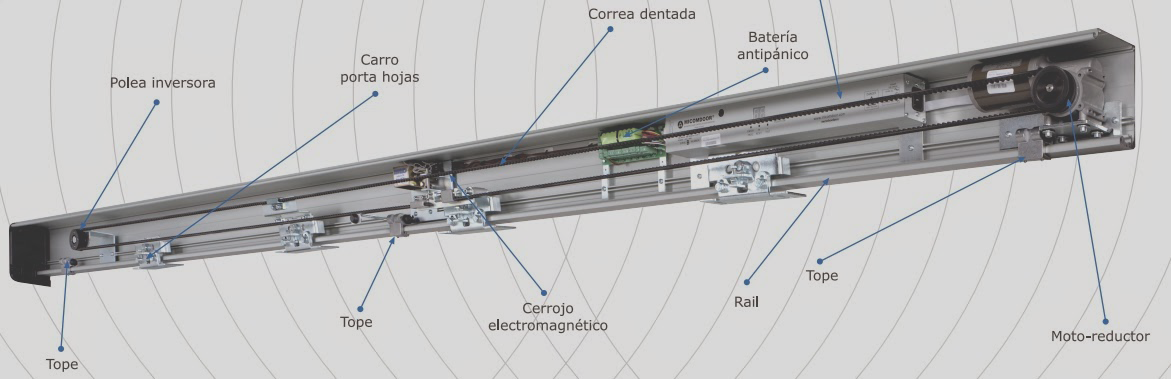 Correa dentada
Batería
antipánico
Carro
porta hojas
Polea inversora
Tope
Tope
Cerrojo
electromagnético
Rail
Tope
Moto-reductor